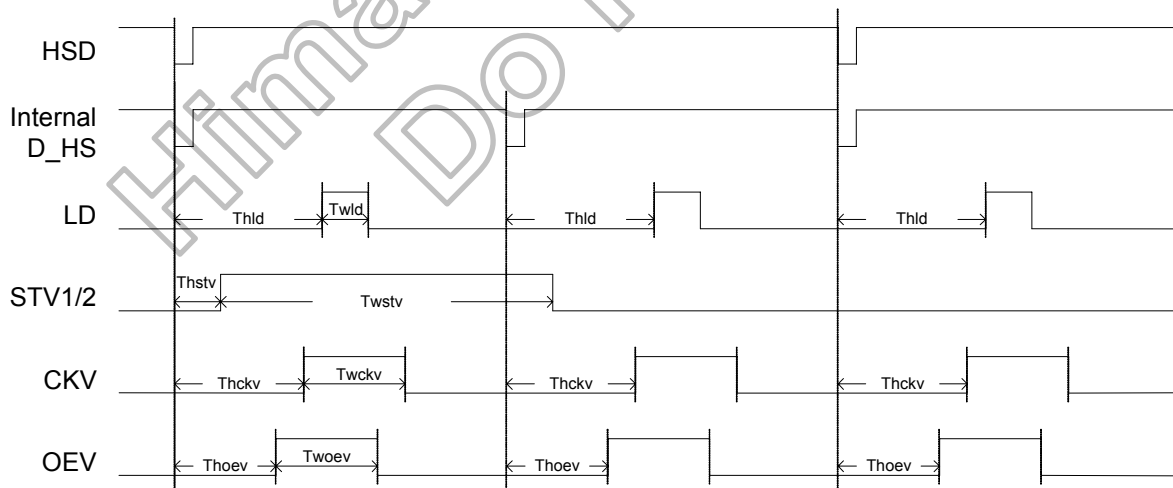 HSD
Internal
D_HS
LD
Thld Twld Thld Thld
STV1/2
Thstv
Twstv
CKV
Thckv Twckv Thckv Thckv
OEV
Thoev Twoev Thoev Thoev
Do